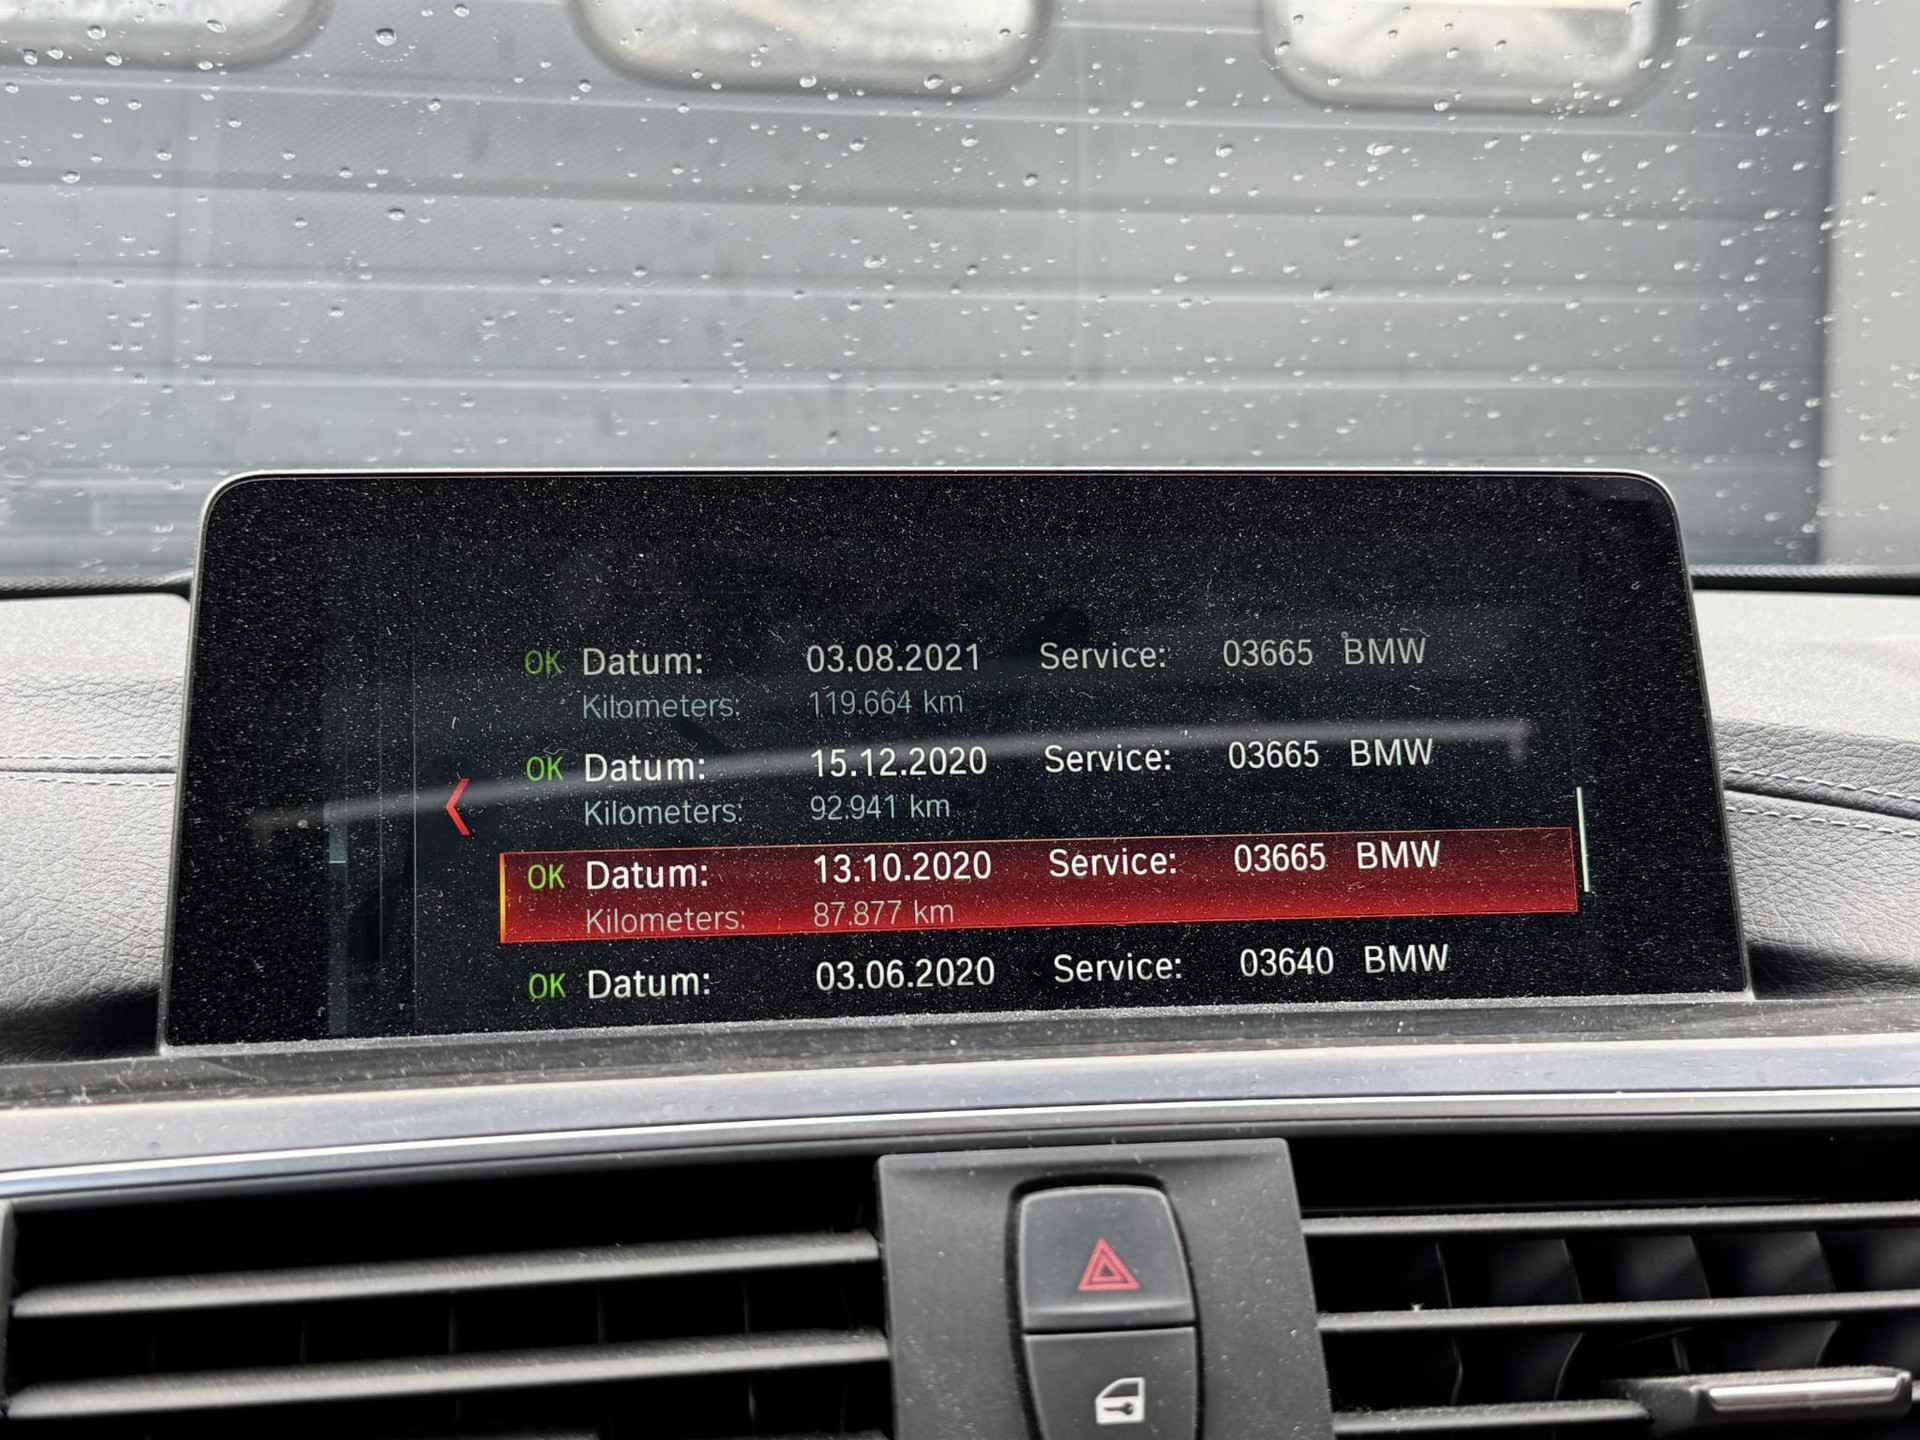 OK Datum: 03.08.2021 Service: 03665 BMW
Kilometers: 119.664 km
OK Datum: 15.12.2020 Service: 03665 BMW
Kilometers: 92.941 km
OK Datum: 13.10.2020 Service: 03665 BMW
Kilometers: 87.877 km
OK Datum: 03.06.2020 Service: 03640 BMW